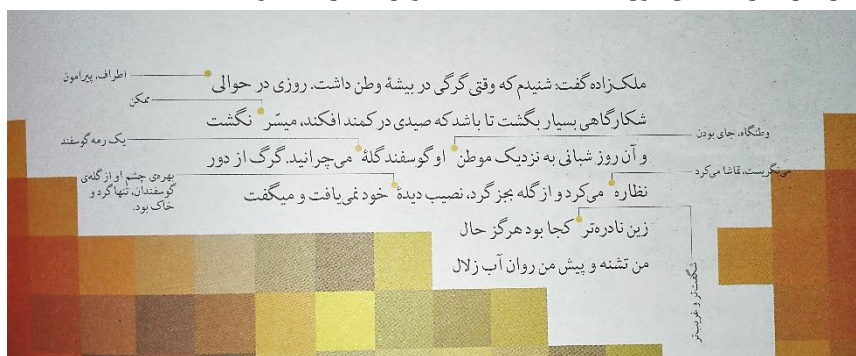 ملک‌زاده گفت: شنیدم که وقتی گرگی در بیشهٔ وطن داشت. روزی در حوالی
شکارگاهی بسیار بگشت تا باشد که صیدی در کمند افکند، میسّر نگشت
و آن روز شبانی به نزدیک موطن او گوسفند گلهٔ می‌چرانید. گرگ از دور
نظاره می‌کرد و از گله بجز گرد، نصیب دیدهٔ خود نمی‌یافت و میگفت
زین نادره‌تر کجا بود هرگز حال
من تشنه و پیش من روان آب زلال
وطنگاه، جای بودن
می‌نگریست، تماشا می‌کرد
شگفت‌تر و غریب‌تر
اطراف، پیرامون
ممکن
یک رمه گوسفند
بهره‌ی چشم او از گله‌ی
گوسفندان، تنها گرد و
خاک بود.